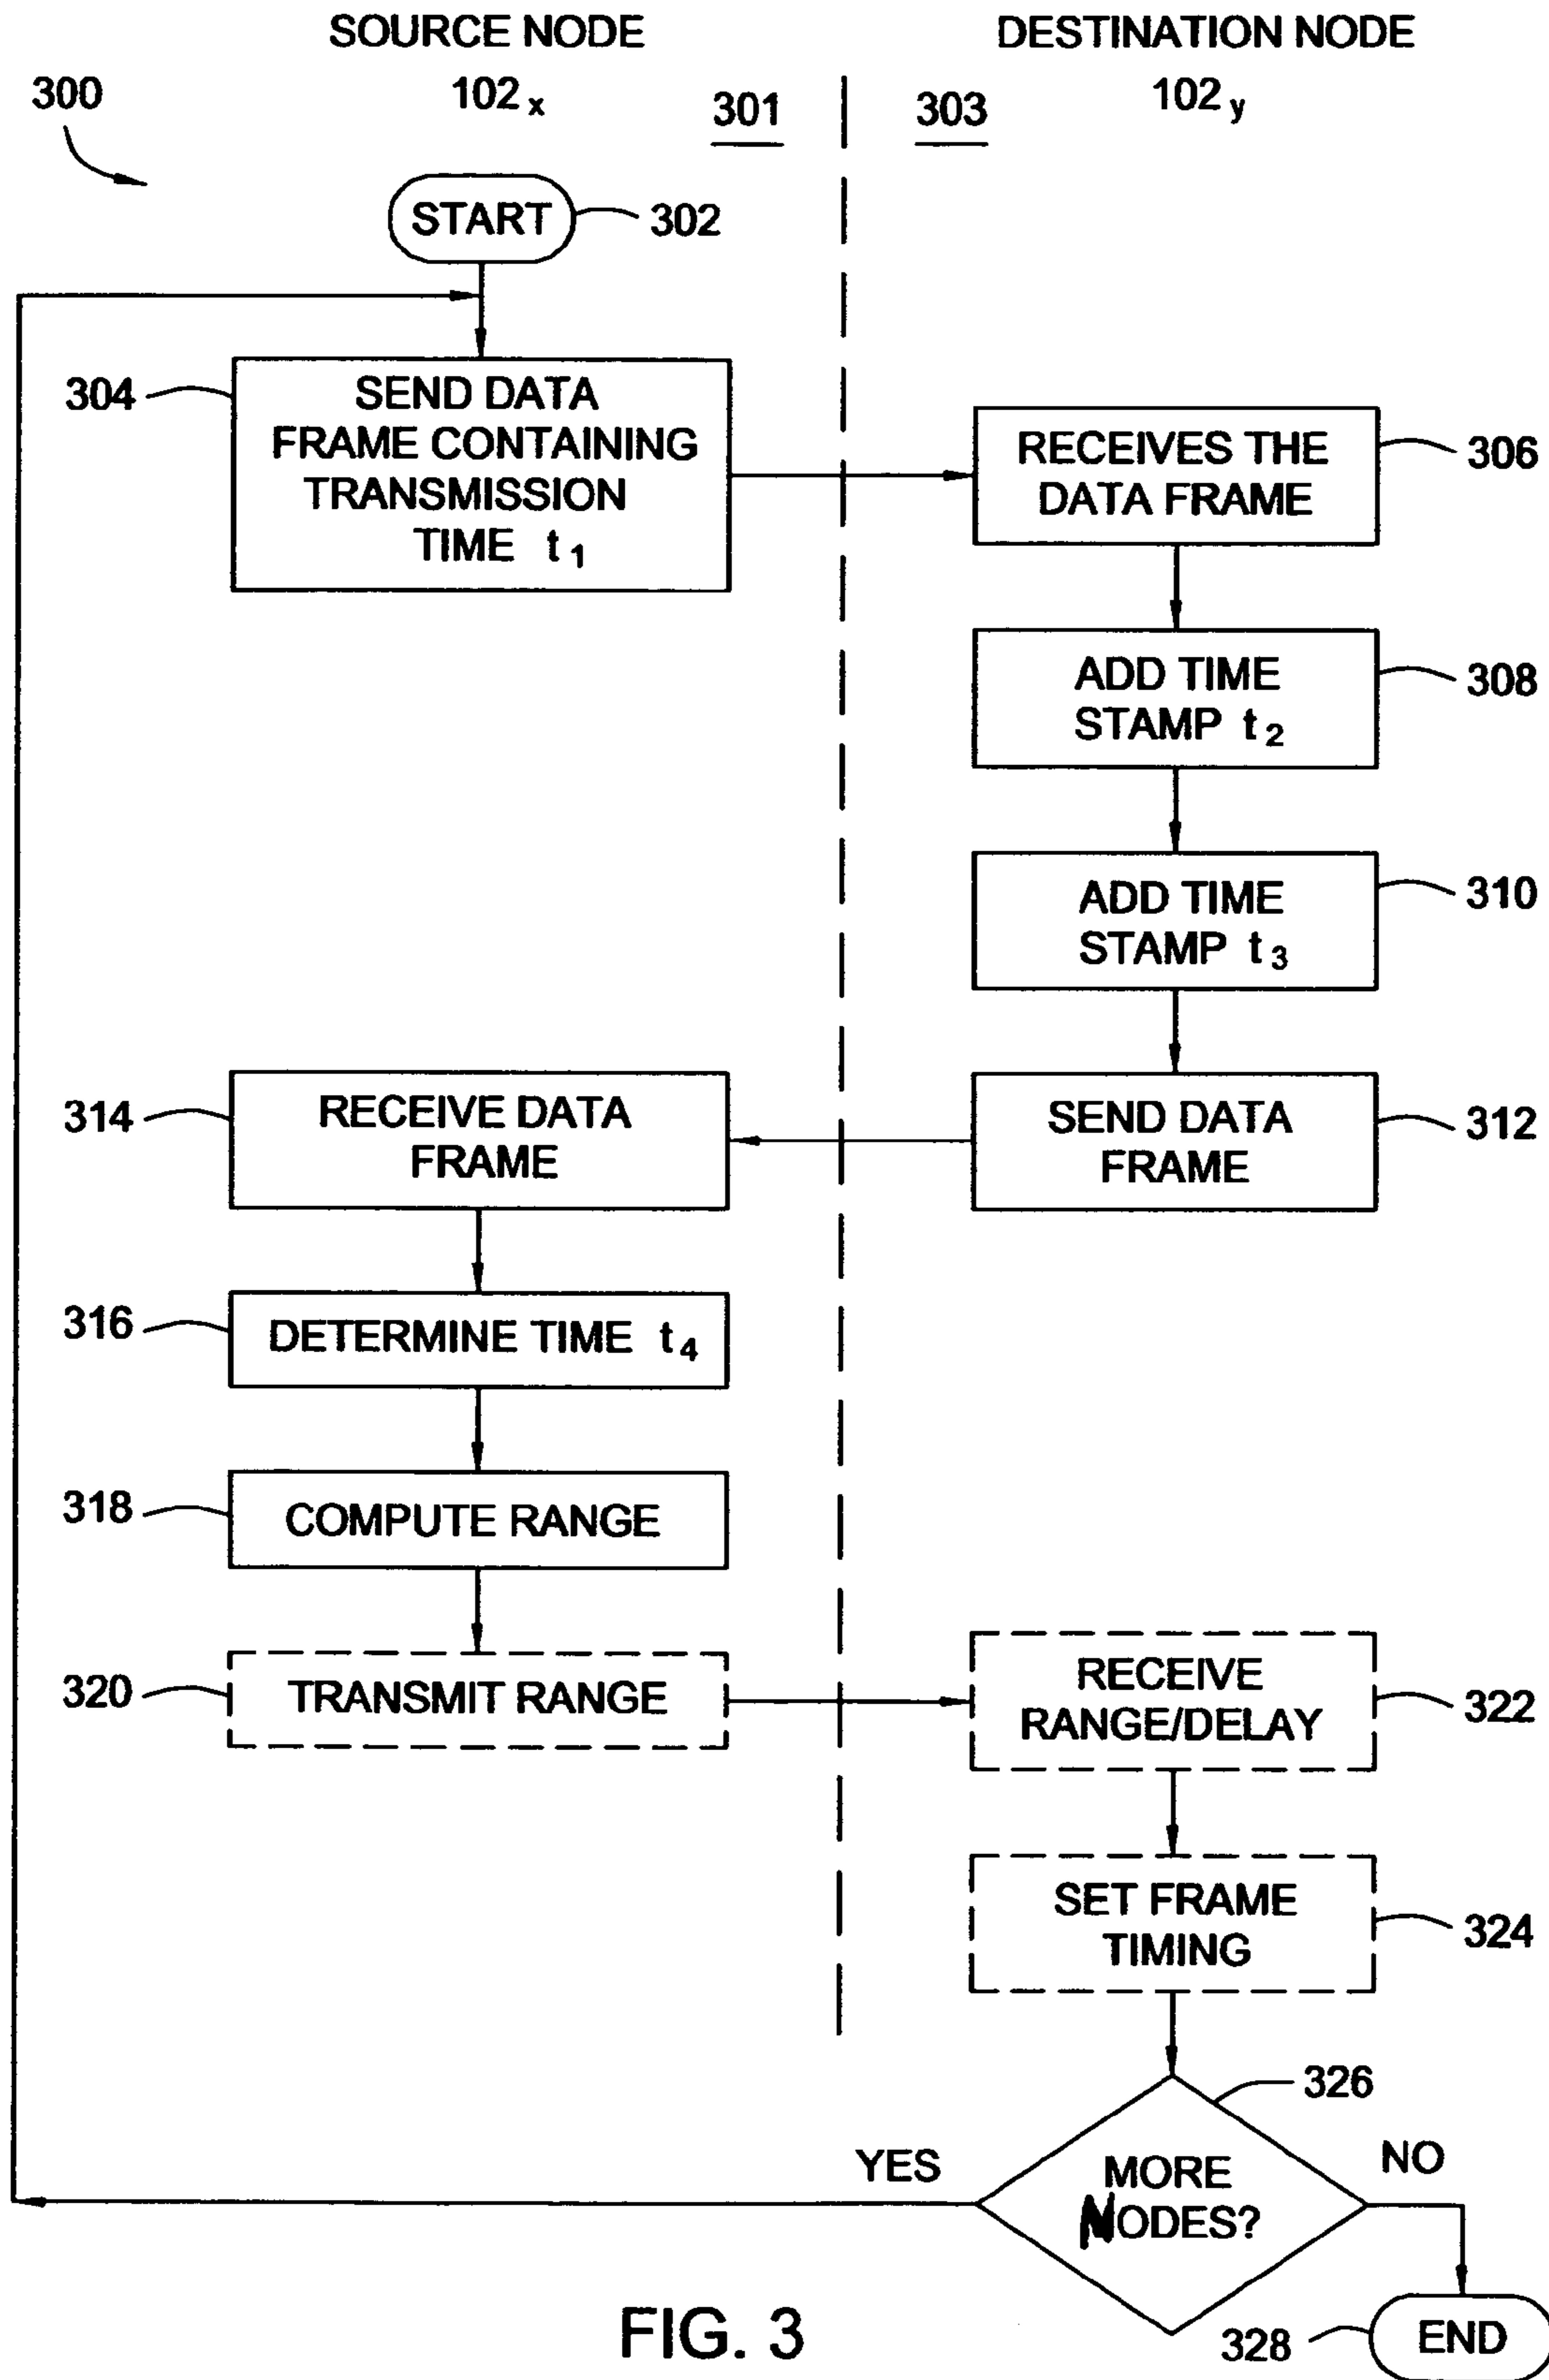 SOURCE NODE
DESTINATION NODE
300
102x
301
303
102y
START
302
304
SEND DATA
FRAME CONTAINING
TRANSMISSION
TIME t1
RECEIVES THE
DATA FRAME
306
ADD TIME
STAMP t2
308
ADD TIME
STAMP t3
310
314
RECEIVE DATA
FRAME
SEND DATA
FRAME
312
316
DETERMINE TIME t4
318
COMPUTE RANGE
320
TRANSMIT RANGE
RECEIVE
RANGE/DELAY
322
SET FRAME
TIMING
324
326
YES
MORE
NODES?
NO
FIG. 3
328
END